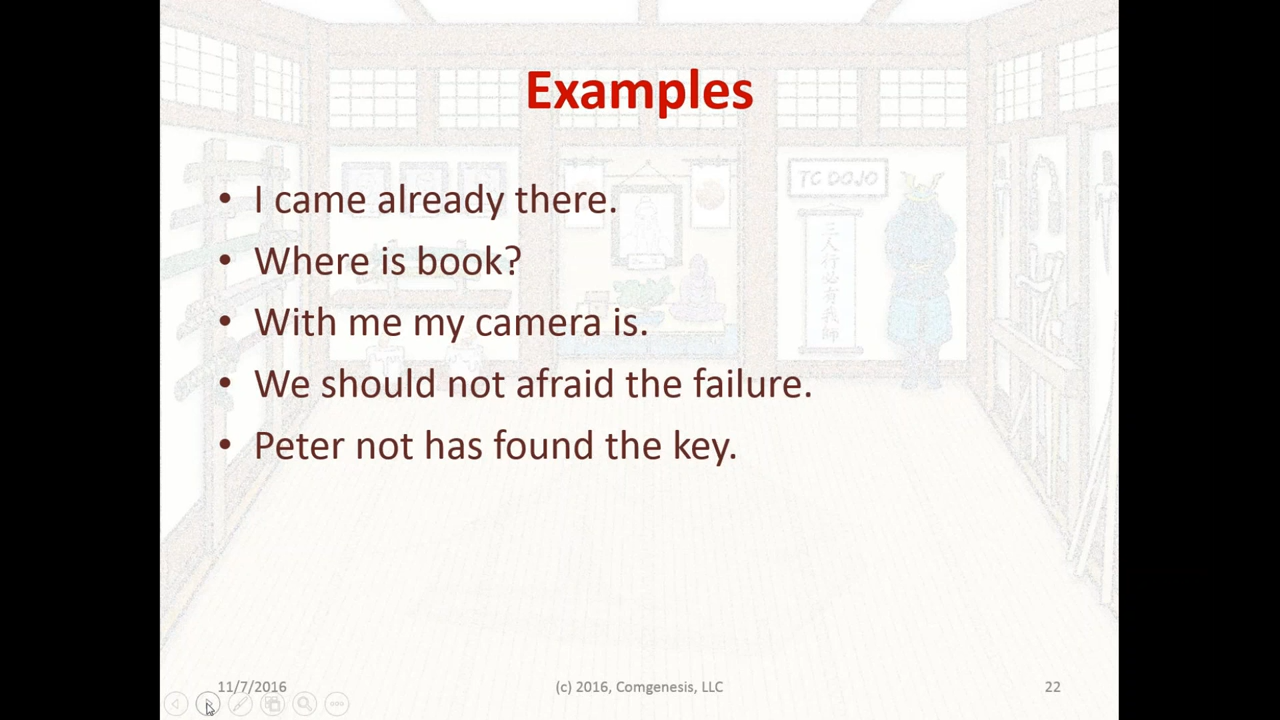 Examples
• I came already there.
• Where is book?
• With me my camera is.
• We should not afraid the failure.
• Peter not has found the key.
TC DOJO
三人行必有我師
11/7/2016
(c) 2016, Comgenesis, LLC
22